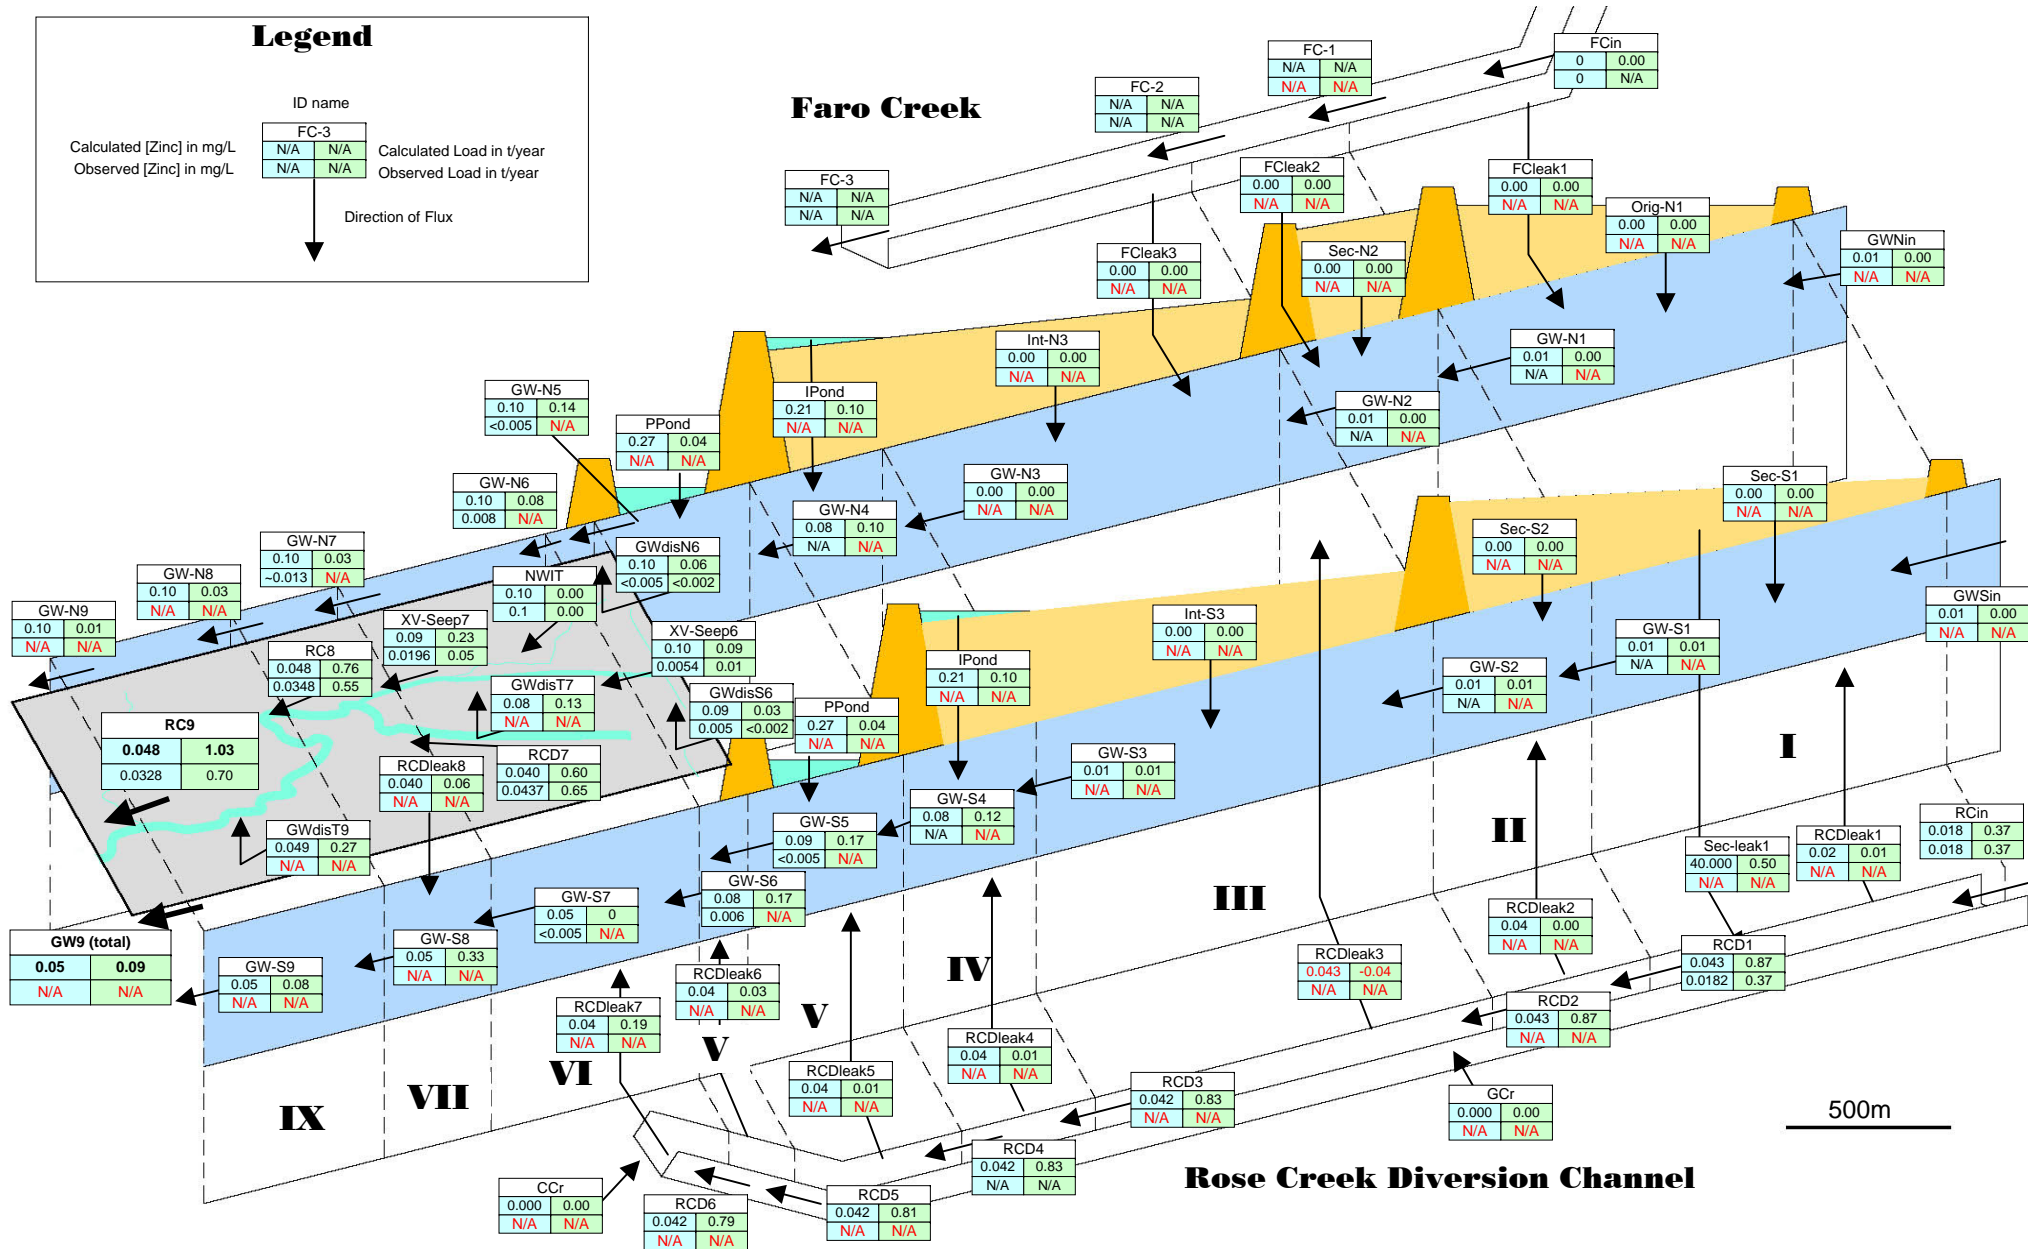 Legend
ID name
FC-3
Calculated [Zinc] in mg/L N/A N/A Calculated Load in t/year
Observed [Zinc] in mg/L N/A N/A Observed Load in t/year
Direction of Flux
Faro Creek
FCin
0 0.00
0 N/A
FC-1
N/A N/A
N/A N/A
FC-2
N/A N/A
N/A N/A
FC-3
N/A N/A
N/A N/A
FCleak2
0.00 0.00
N/A N/A
FCleak1
0.00 0.00
N/A N/A
Orig-N1
0.00 0.00
N/A N/A
GWNin
0.01 0.00
N/A N/A
FCleak3
0.00 0.00
N/A N/A
Sec-N2
0.00 0.00
N/A N/A
Int-N3
0.00 0.00
N/A N/A
GW-N1
0.01 0.00
N/A N/A
GW-N2
0.01 0.00
N/A N/A
GW-N5
0.10 0.14
<0.005 N/A
IPond
0.21 0.10
N/A N/A
PPond
0.27 0.04
N/A N/A
GW-N6
0.10 0.08
0.008 N/A
GW-N3
0.00 0.00
N/A N/A
GW-N4
0.08 0.10
N/A N/A
Sec-S1
0.00 0.00
N/A N/A
Sec-S2
0.00 0.00
N/A N/A
GW-N7
0.10 0.03
~0.013 N/A
GW-N8
0.10 0.03
N/A N/A
GW-N9
0.10 0.01
N/A N/A
GWdisN6
0.10 0.06
<0.005 <0.002
NWIT
0.10 0.00
0.1 0.00
XV-Seep7
0.09 0.23
0.0196 0.05
XV-Seep6
0.10 0.09
0.0054 0.01
RC8
0.048 0.76
0.0348 0.55
GWdisT7
0.08 0.13
N/A N/A
GWdisS6
0.09 0.03
0.005 <0.002
PPond
0.27 0.04
N/A N/A
IPond
0.21 0.10
N/A N/A
Int-S3
0.00 0.00
N/A N/A
GWSin
0.01 0.00
N/A N/A
GW-S1
0.01 0.01
N/A N/A
GW-S2
0.01 0.01
N/A N/A
RC9
0.048 1.03
0.0328 0.70
RCDleak8
0.040 0.06
N/A N/A
RCD7
0.040 0.60
0.0437 0.65
GW-S3
0.01 0.01
N/A N/A
GW-S4
0.08 0.12
N/A N/A
GW-S5
0.09 0.17
<0.005 N/A
GWdisT9
0.049 0.27
N/A N/A
I
II
III
IV
V
V
VI
VII
IX
Sec-leak1
40.000 0.50
N/A N/A
RCDleak1
0.02 0.01
N/A N/A
RCin
0.018 0.37
0.018 0.37
GW-S6
0.08 0.17
0.006 N/A
GW-S7
0.05 0
<0.005 N/A
GW-S8
0.05 0.33
N/A N/A
GW-S9
0.05 0.08
N/A N/A
GW9 (total)
0.05 0.09
N/A N/A
RCDleak2
0.04 0.00
N/A N/A
RCDleak3
0.043 -0.04
N/A N/A
RCD1
0.043 0.87
0.0182 0.37
RCD2
0.043 0.87
N/A N/A
RCDleak6
0.04 0.03
N/A N/A
RCDleak7
0.04 0.19
N/A N/A
RCDleak4
0.04 0.01
N/A N/A
RCDleak5
0.04 0.01
N/A N/A
RCD3
0.042 0.83
N/A N/A
GCr
0.000 0.00
N/A N/A
500m
RCD4
0.042 0.83
N/A N/A
Rose Creek Diversion Channel
CCr
0.000 0.00
N/A N/A
RCD5
0.042 0.81
N/A N/A
RCD6
0.042 0.79
N/A N/A